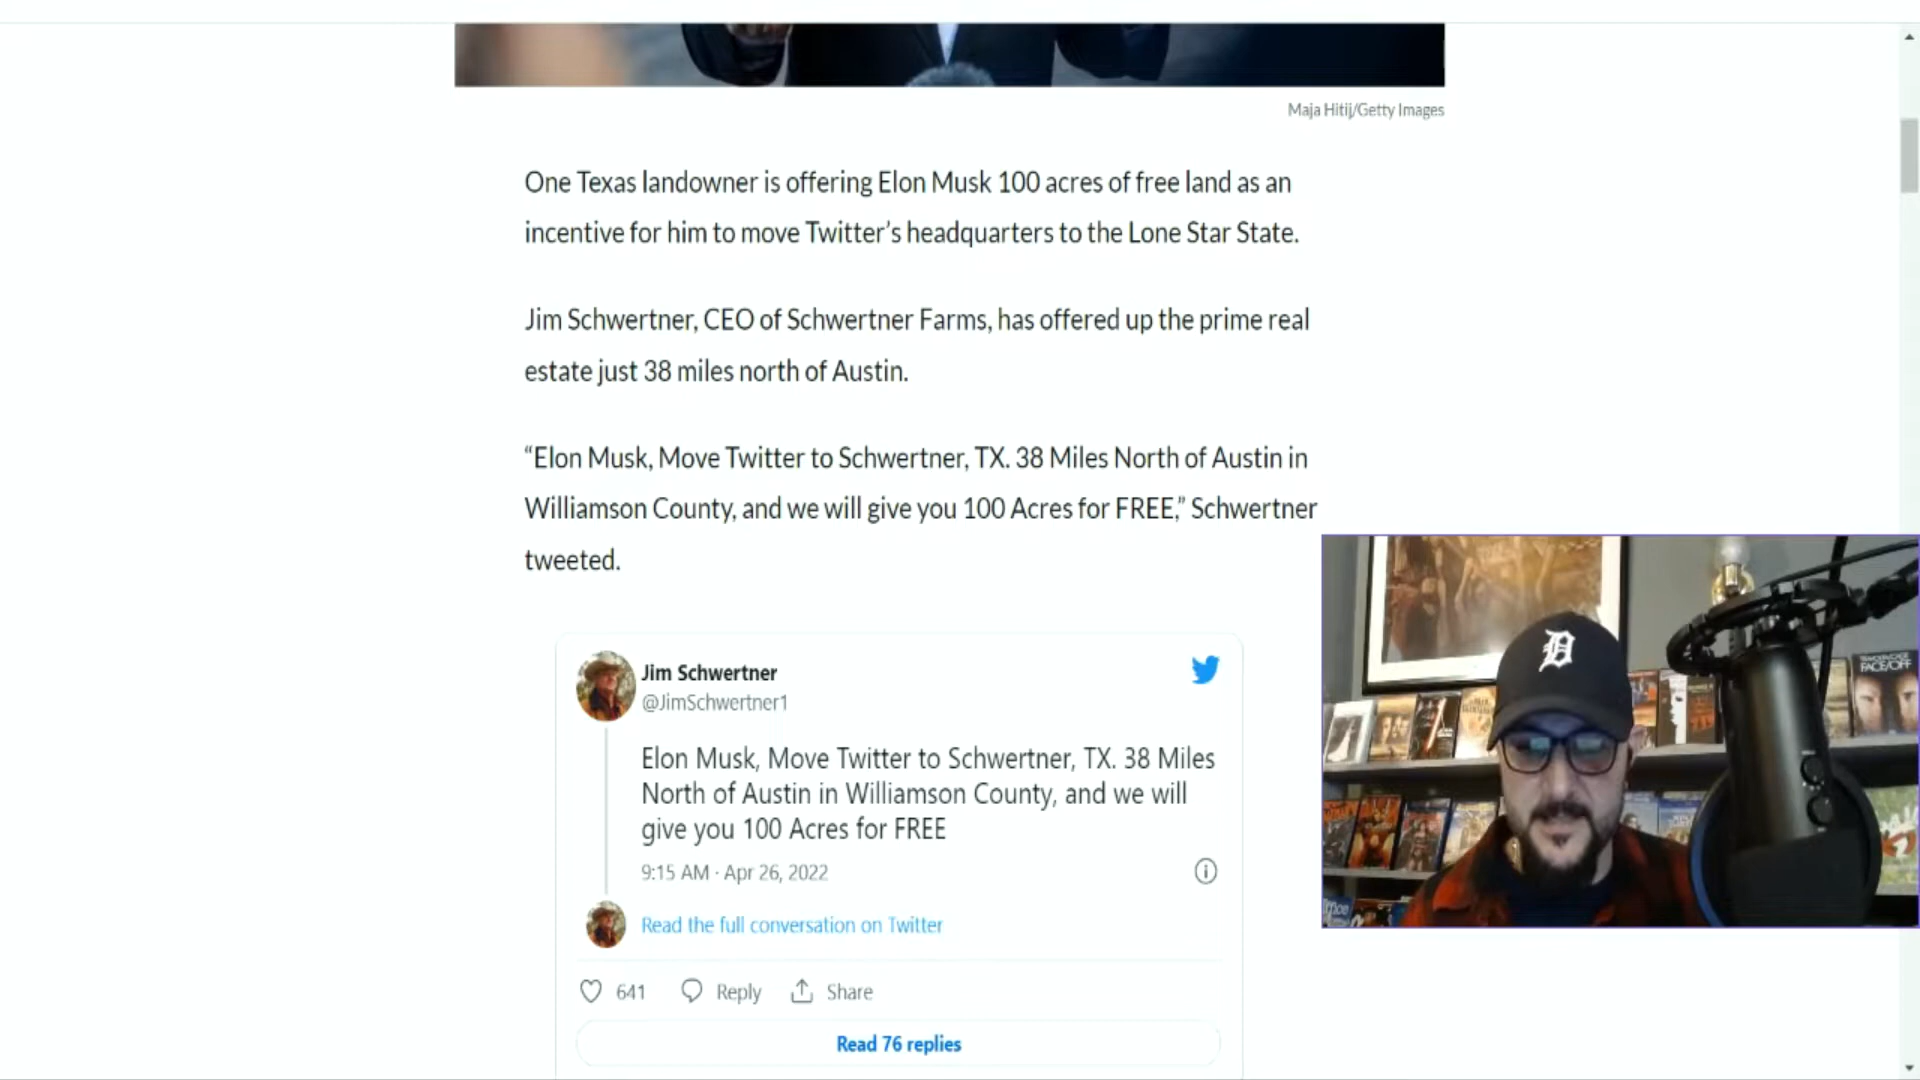 Maja Hitij/Getty Images
One Texas landowner is offering Elon Musk 100 acres of free land as an
incentive for him to move Twitter’s headquarters to the Lone Star State.
Jim Schwertner, CEO of Schwertner Farms, has offered up the prime real
estate just 38 miles north of Austin.
“Elon Musk, Move Twitter to Schwertner, TX. 38 Miles North of Austin in
Williamson County, and we will give you 100 Acres for FREE,” Schwertner
tweeted.
Jim Schwertner
@JimSchwertner1
Elon Musk, Move Twitter to Schwertner, TX. 38 Miles
North of Austin in Williamson County, and we will
give you 100 Acres for FREE
9:15 AM · Apr 26, 2022
Read the full conversation on Twitter
641 Reply Share
Read 76 replies
D
FACE/OFF